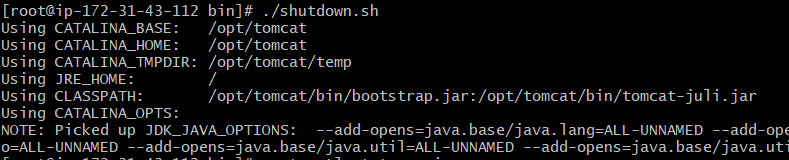 [root@ip-172-31-43-112 bin]# ./shutdown.sh
Using CATALINA_BASE:   /opt/tomcat
Using CATALINA_HOME:   /opt/tomcat
Using CATALINA_TMPDIR: /opt/tomcat/temp
Using JRE_HOME:        /
Using CLASSPATH:       /opt/tomcat/bin/bootstrap.jar:/opt/tomcat/bin/tomcat-juli.jar
Using CATALINA_OPTS:
NOTE: Picked up JDK_JAVA_OPTIONS:  --add-opens=java.base/java.lang=ALL-UNNAMED --add-ope
o=ALL-UNNAMED --add-opens=java.base/java.util=ALL-UNNAMED --add-opens=java.base/java.uti